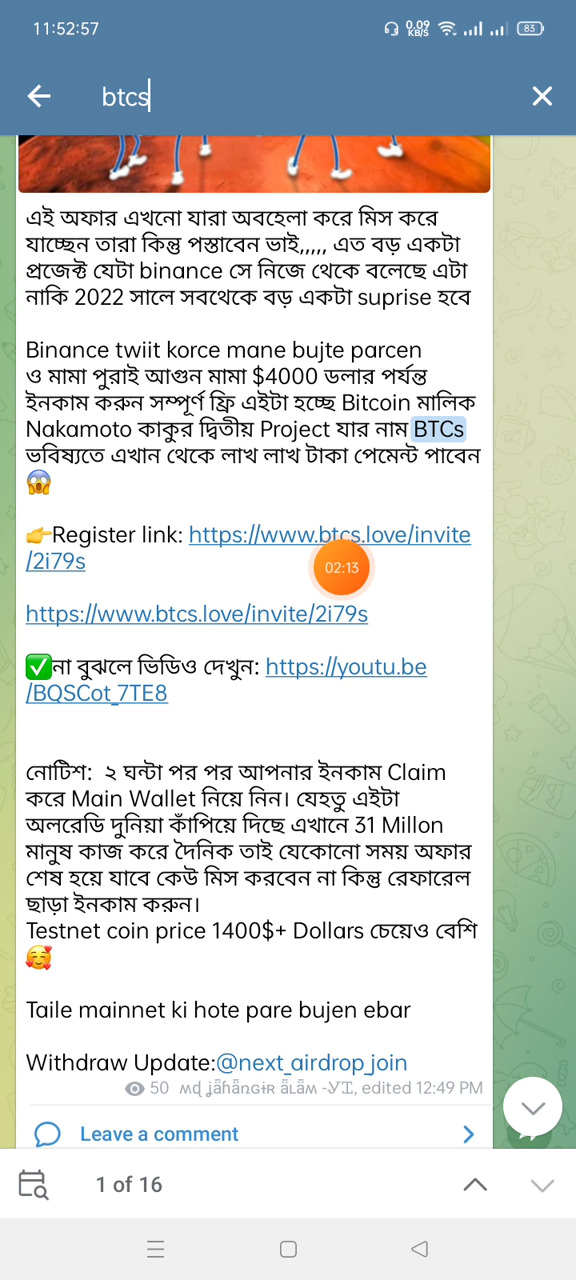 11:52:57
0.09
KB/S
83
btcs
এই অফার এখনো যারা অবহেলা করে মিস করে
যাচ্ছেন তারা কিন্তু পস্তাবেন ভাই,,,,, এত বড় একটা
প্রজেক্ট যেটা binance সে নিজে থেকে বলেছে এটা
নাকি 2022 সালে সবথেকে বড় একটা suprise হবে
Binance twiit korce mane bujte parcen
ও মামা পুরাই আগুন মামা $4000 ডলার পর্যন্ত
ইনকাম করুন সম্পূর্ণ ফ্রি এইটা হচ্ছে Bitcoin মালিক
Nakamoto কাকুর দ্বিতীয় Project যার নাম BTCs
ভবিষ্যতে এখান থেকে লাখ লাখ টাকা পেমেন্ট পাবেন
😱
👉Register link: https://www.btcs.love/invite
/2i79s
02:13
https://www.btcs.love/invite/2i79s
✅না বুঝলে ভিডিও দেখুন: https://youtu.be
/BQSCot_7TE8
নোটিশ: ২ ঘন্টা পর পর আপনার ইনকাম Claim
করে Main Wallet নিয়ে নিন। যেহতু এইটা
অলরেডি দুনিয়া কাঁপিয়ে দিছে এখানে 31 Millon
মানুষ কাজ করে দৈনিক তাই যেকোনো সময় অফার
শেষ হয়ে যাবে কেউ মিস করবেন না কিন্তু রেফারেল
ছাড়া ইনকাম করুন।
Testnet coin price 1400$+ Dollars চেয়েও বেশি
🥰
Taile mainnet ki hote pare bujen ebar
Withdraw Update:@next_airdrop_join
50 edited 12:49 PM
Leave a comment
1 of 16